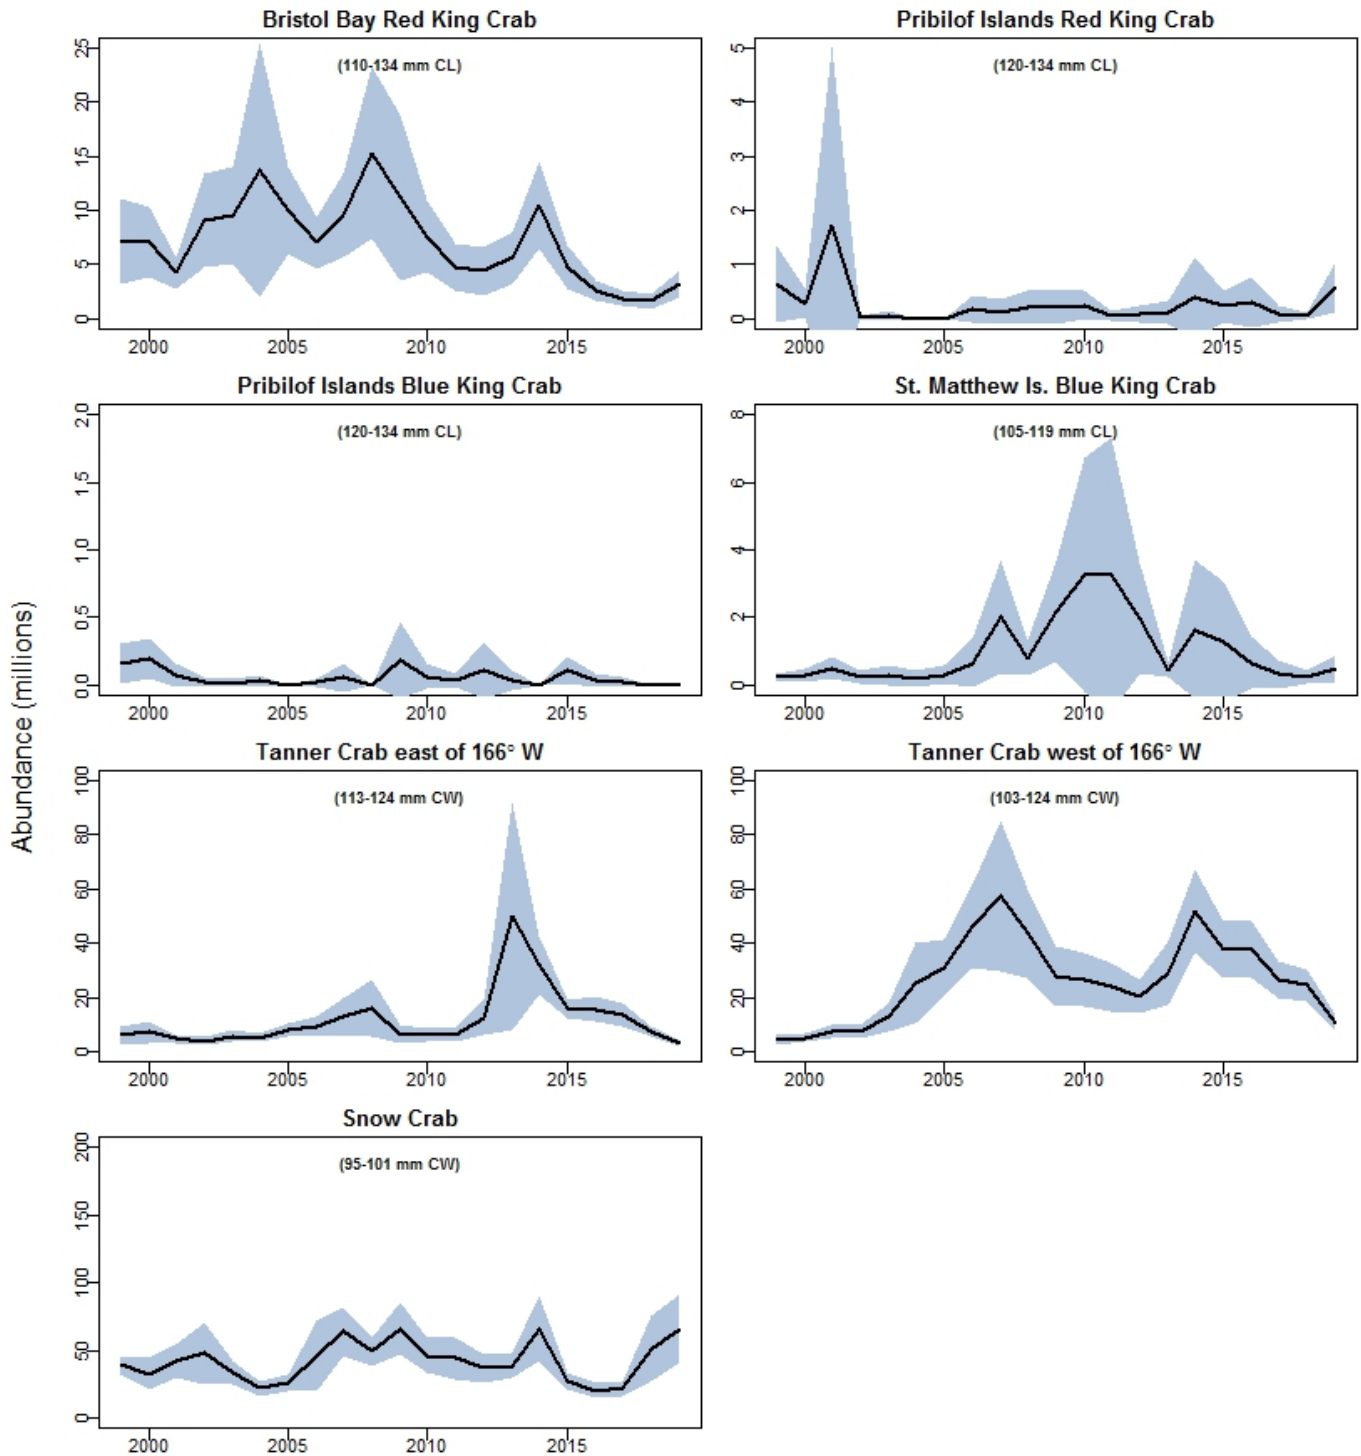 Bristol Bay Red King Crab
(110-134 mm CL)
25
20
15
10
5
0
2000 2005 2010 2015
Pribilof Islands Red King Crab
(120-134 mm CL)
5
4
3
2
1
0
2000 2005 2010 2015
Pribilof Islands Blue King Crab
(120-134 mm CL)
2.0
1.5
1.0
0.5
0.0
2000 2005 2010 2015
St. Matthew Is. Blue King Crab
(105-119 mm CL)
8
6
4
2
0
2000 2005 2010 2015
Abundance (millions)
Tanner Crab east of 166° W
(113-124 mm CW)
100
80
60
40
20
0
2000 2005 2010 2015
Tanner Crab west of 166° W
(103-124 mm CW)
100
80
60
40
20
0
2000 2005 2010 2015
Snow Crab
(95-101 mm CW)
200
150
100
50
0
2000 2005 2010 2015